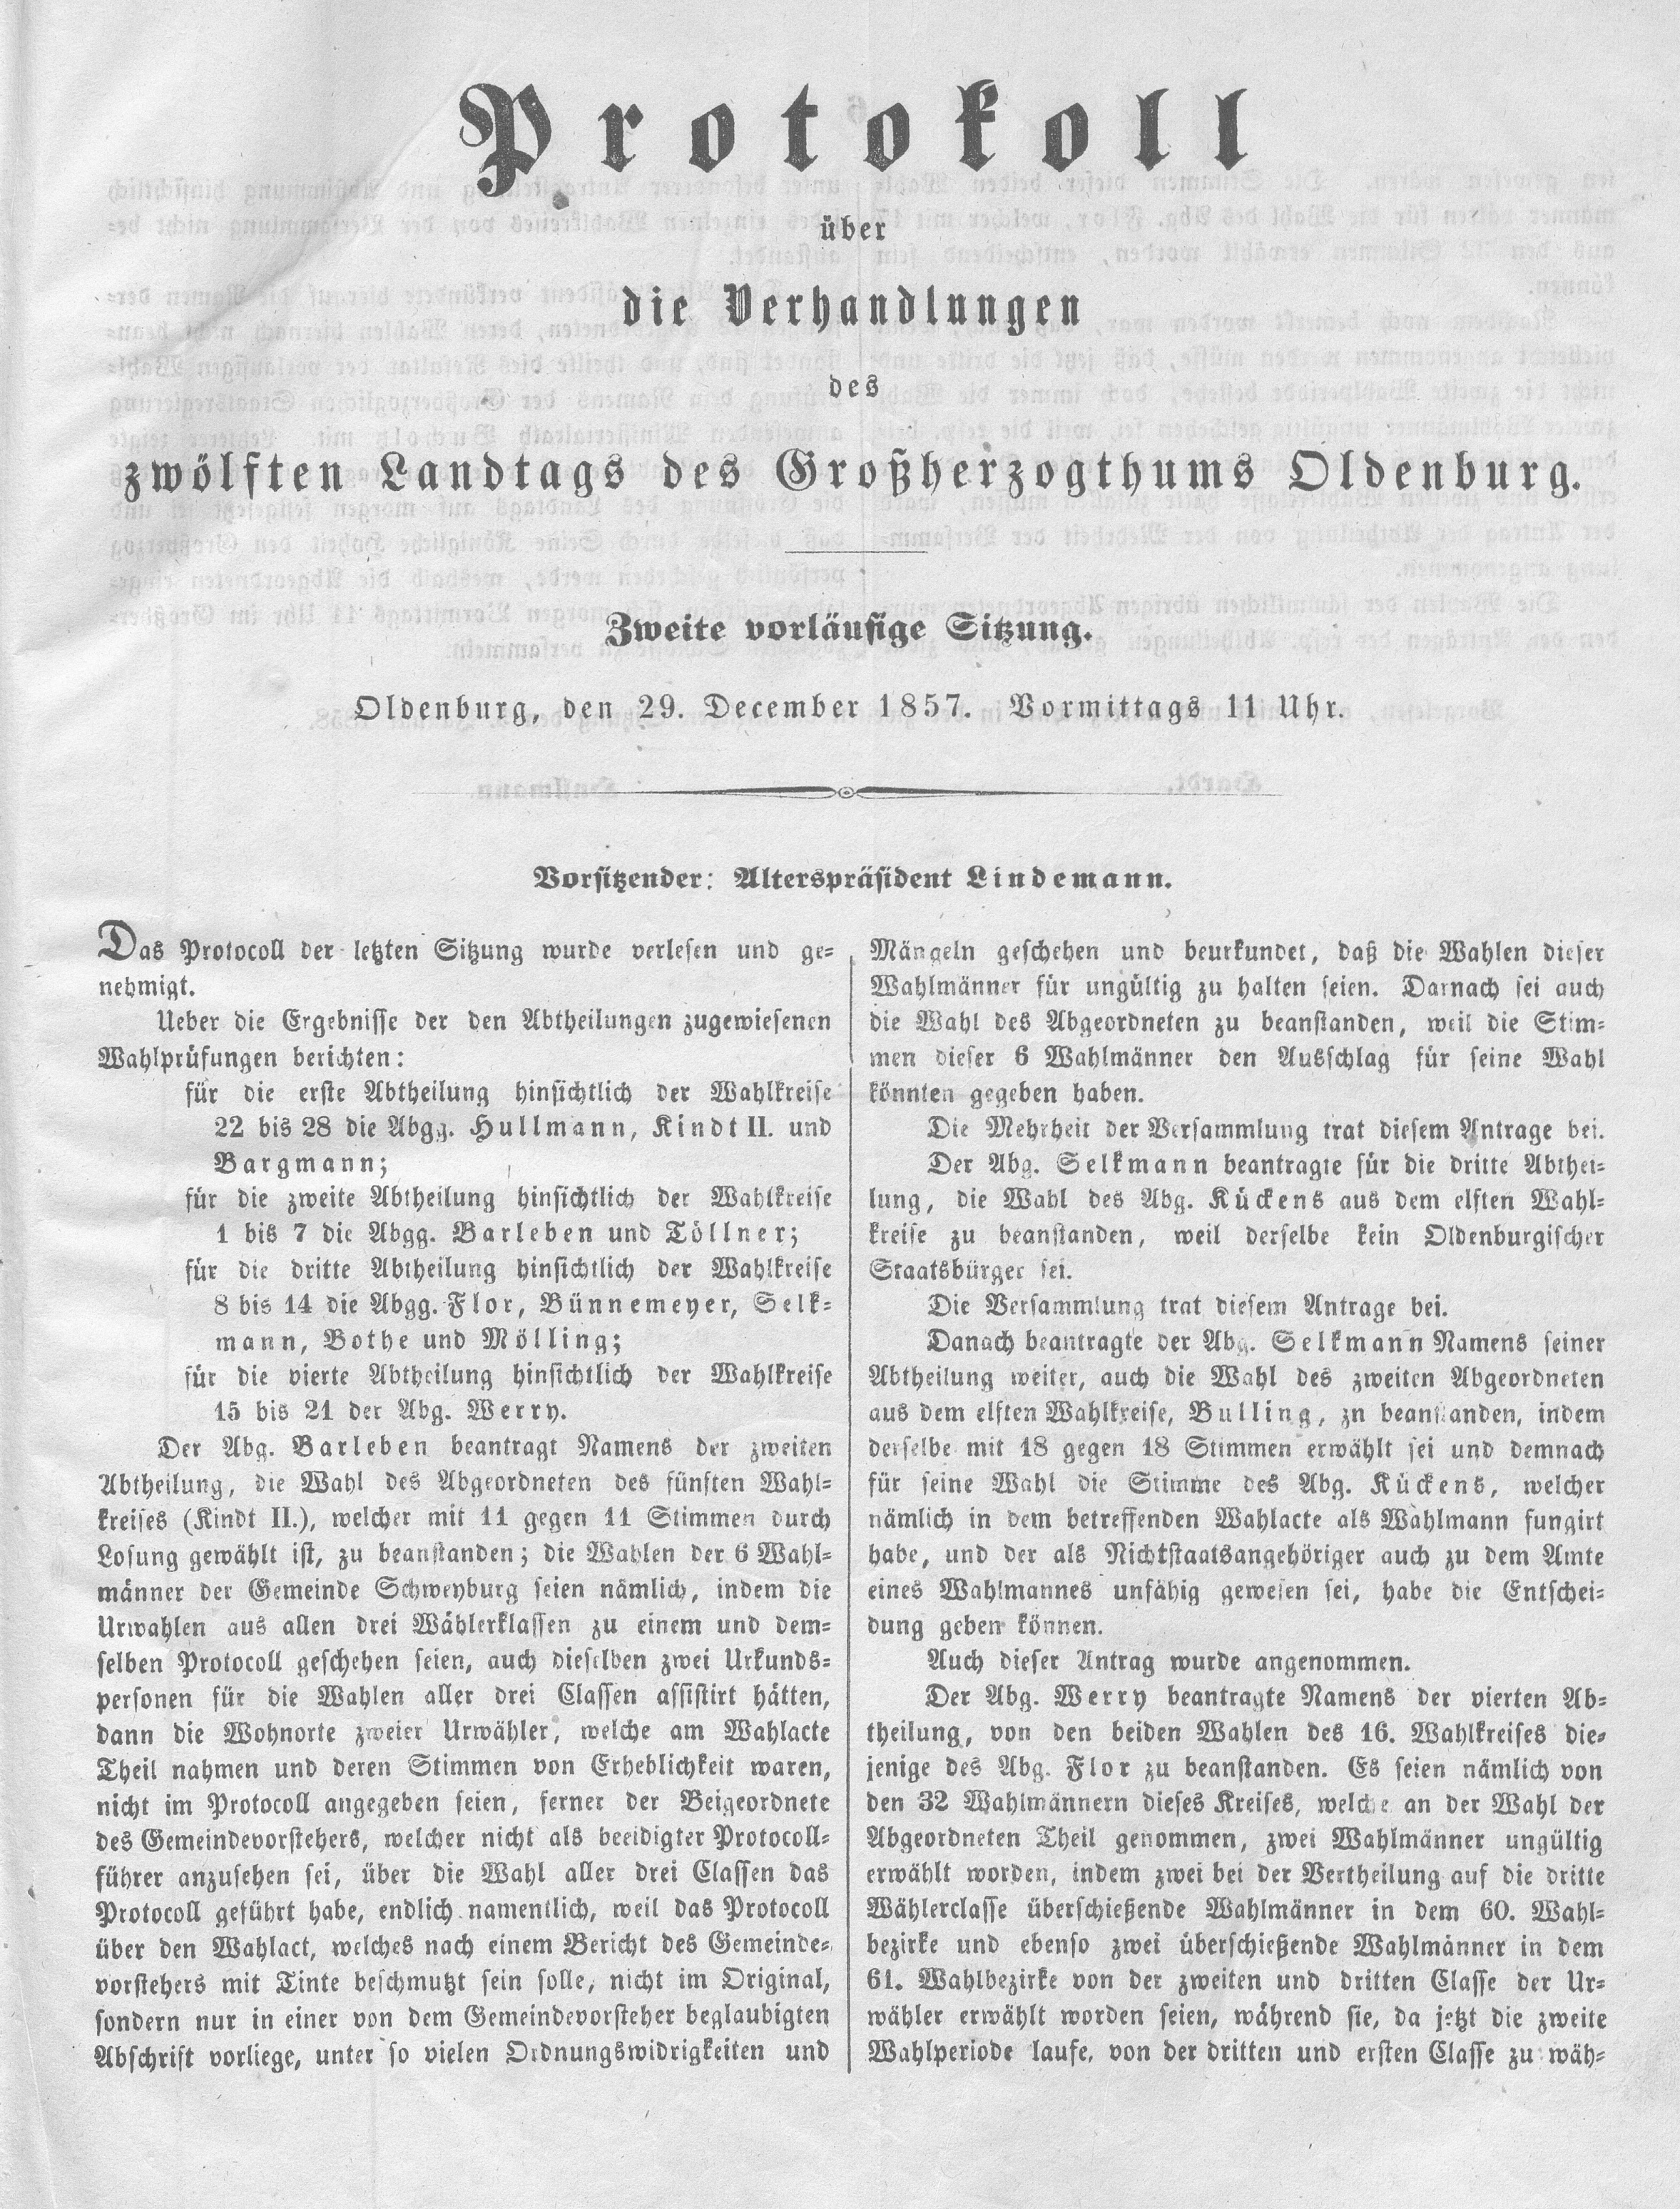 Protokoll
über
die Verhandlungen
des
zwölften Landtags des Großherzogthums Oldenburg.
Zweite vorläufige Sitzung.
Oldenburg, den 29. December 1857. Vormittags 11 Uhr.
Vorsitzender: Alterspräsident Lindemann.
Das Protocoll der letzten Sitzung wurde verlesen und ge-
nehmigt.
Ueber die Ergebnisse der den Abtheilungen zugewiesenen
Wahlprüfungen berichten:
für die erste Abtheilung hinsichtlich der Wahlkreise
22 bis 28 die Abgg. Hullmann, Kindt II. und
Bargmann;
für die zweite Abtheilung hinsichtlich der Wahlkreise
1 bis 7 die Abgg. Barleben und Töllner;
für die dritte Abtheilung hinsichtlich der Wahlkreise
8 bis 14 die Abgg. Flor, Bünnemeyer, Selk-
mann, Bothe und Mölling;
für die vierte Abtheilung hinsichtlich der Wahlkreise
15 bis 21 der Abg. Werry.
Der Abg. Barleben beantragt Namens der zweiten
Abtheilung, die Wahl des Abgeordneten des fünften Wahl-
kreises (Kindt II.), welcher mit 11 gegen 11 Stimmen durch
Losung gewählt ist, zu beanstanden; die Wahlen der 6 Wahl-
männer der Gemeinde Schweyburg seien nämlich, indem die
Urwahlen aus allen drei Wählerklassen zu einem und dem-
selben Protocoll geschehen seien, auch dieselben zwei Urkunds-
personen für die Wahlen aller drei Classen assistirt hätten,
dann die Wohnorte zweier Urwähler, welche am Wahlacte
Theil nahmen und deren Stimmen von Erheblichkeit waren,
nicht im Protocoll angegeben seien, ferner der Beigeordnete
des Gemeindevorstehers, welcher nicht als beeidigter Protocoll-
führer anzusehen sei, über die Wahl aller drei Classen das
Protocoll geführt habe, endlich namentlich, weil das Protocoll
über den Wahlact, welches nach einem Bericht des Gemeinde-
vorstehers mit Tinte beschmutzt sein solle, nicht im Original,
sondern nur in einer von dem Gemeindevorsteher beglaubigten
Abschrift vorliege, unter so vielen Ordnungswidrigkeiten und
Mängeln geschehen und beurkundet, daß die Wahlen dieser
Wahlmänner für ungültig zu halten seien. Darnach sei auch
die Wahl des Abgeordneten zu beanstanden, weil die Stim-
men dieser 6 Wahlmänner den Ausschlag für seine Wahl
könnten gegeben haben.
Die Mehrheit der Versammlung trat diesem Antrage bei.
Der Abg. Selkmann beantragte für die dritte Abthei-
lung, die Wahl des Abg. Kückens aus dem elften Wahl-
kreise zu beanstanden, weil derselbe kein Oldenburgischer
Staatsbürger sei.
Die Versammlung trat diesem Antrage bei.
Danach beantragte der Abg. Selkmann Namens seiner
Abtheilung weiter, auch die Wahl des zweiten Abgeordneten
aus dem elften Wahlkreise, Bulling, zn beanstanden, indem
derselbe mit 18 gegen 18 Stimmen erwählt sei und demnach
für seine Wahl die Stimme des Abg. Kückens, welcher
nämlich in dem betreffenden Wahlacte als Wahlmann fungirt
habe, und der als Nichtstaatsangehöriger auch zu dem Amte
eines Wahlmannes unfähig gewesen sei, habe die Entschei-
dung geben können.
Auch dieser Antrag wurde angenommen.
Der Abg. Werry beantragte Namens der vierten Ab-
theilung, von den beiden Wahlen des 16. Wahlkreises die-
jenige des Abg. Flor zu beanstanden. Es seien nämlich von
den 32 Wahlmännern dieses Kreises, welche an der Wahl der
Abgeordneten Theil genommen, zwei Wahlmänner ungültig
erwählt worden, indem zwei bei der Vertheilung auf die dritte
Wählerclasse überschießende Wahlmänner in dem 60. Wahl-
bezirke und ebenso zwei überschießende Wahlmänner in dem
61. Wahlbezirke von der zweiten und dritten Classe der Ur-
wähler erwählt worden seien, während sie, da jetzt die zweite
Wahlperiode laufe, von der dritten und ersten Classe zu wäh-